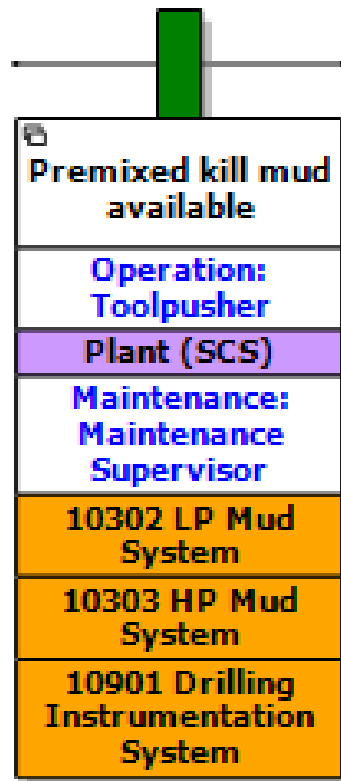 Premixed kill mud
available
Operation:
Toolpusher
Plant (SCS)
Maintenance:
Maintenance
Supervisor
10302 LP Mud
System
10303 HP Mud
System
10901 Drilling
Instrumentation
System